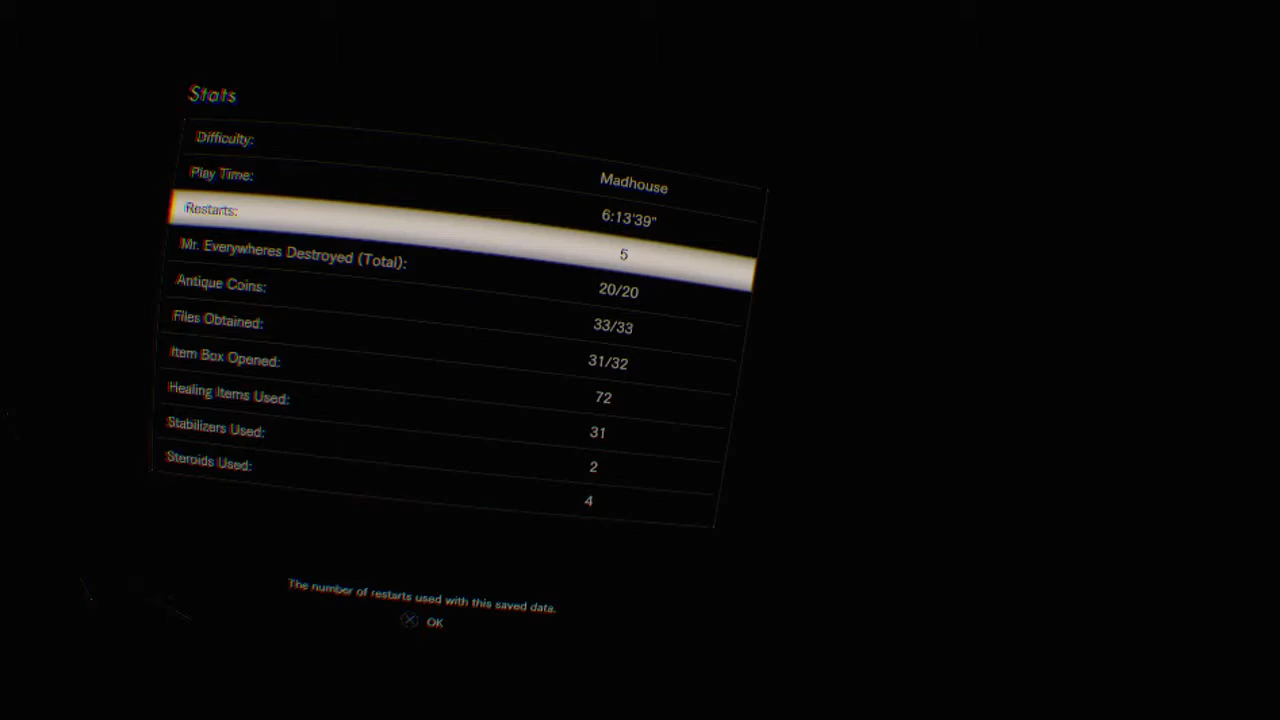 Stats
Difficulty: Madhouse
Play Time: 6:13'39"
Restarts: 5
Mr. Everywheres Destroyed (Total): 20/20
Antique Coins: 33/33
Files Obtained: 31/32
Item Box Opened: 72
Healing Items Used: 31
Stabilizers Used: 2
Steroids Used: 4
The number of restarts used with this saved data.
OK